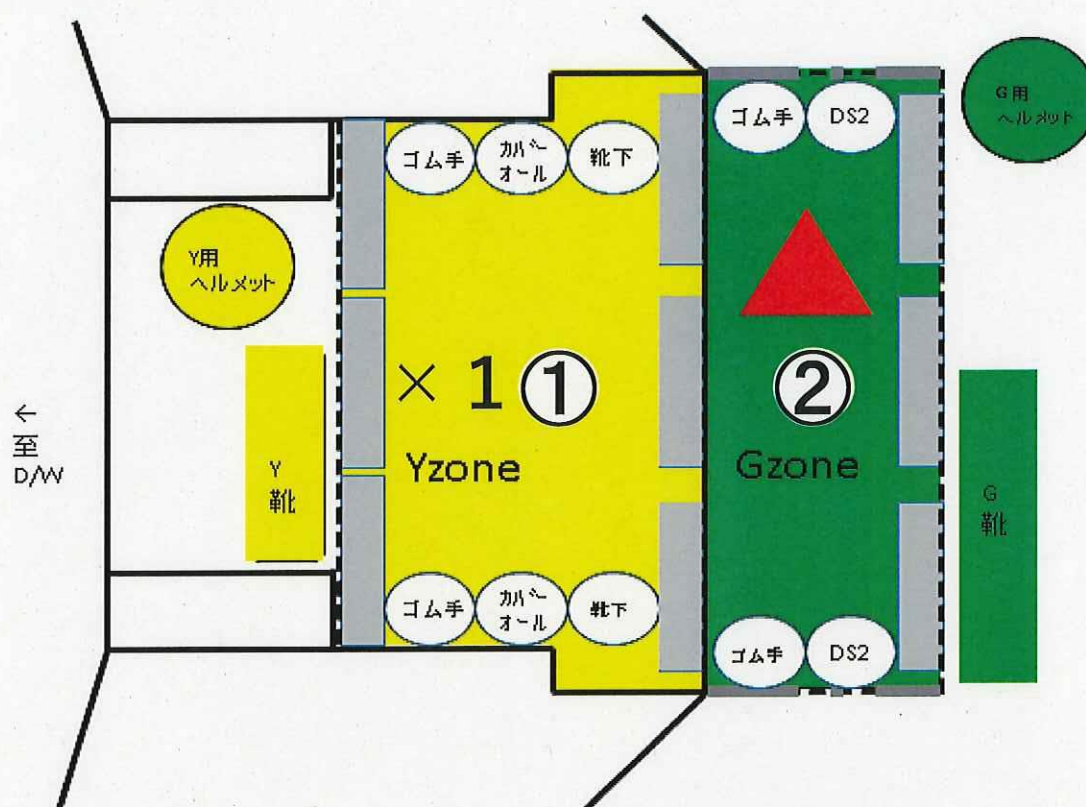 G用
ヘルメット
ゴム手
カバー
オール
靴下
ゴム手
DS2
Y用
ヘルメット
×1
①
②
←
至
D/W
Yzone
Gzone
Y
靴
G
靴
ゴム手
カバー
オール
靴下
ゴム手
DS2